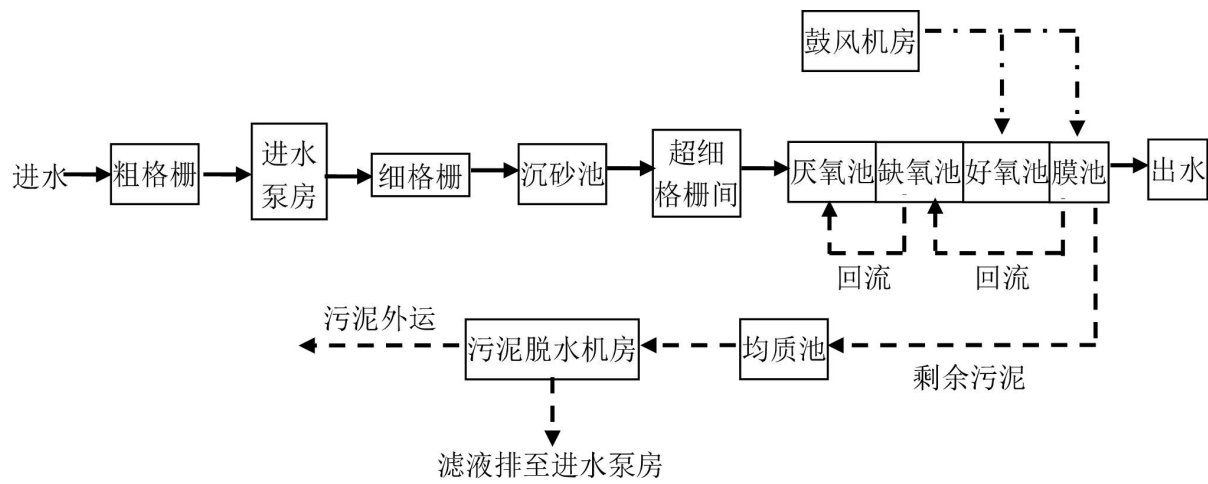 鼓风机房
进水
粗格栅
进水
泵房
细格栅
沉砂池
超细
格栅间
厌氧池
缺氧池
好氧池
膜池
出水
回流
回流
污泥外运
污泥脱水机房
均质池
剩余污泥
滤液排至进水泵房